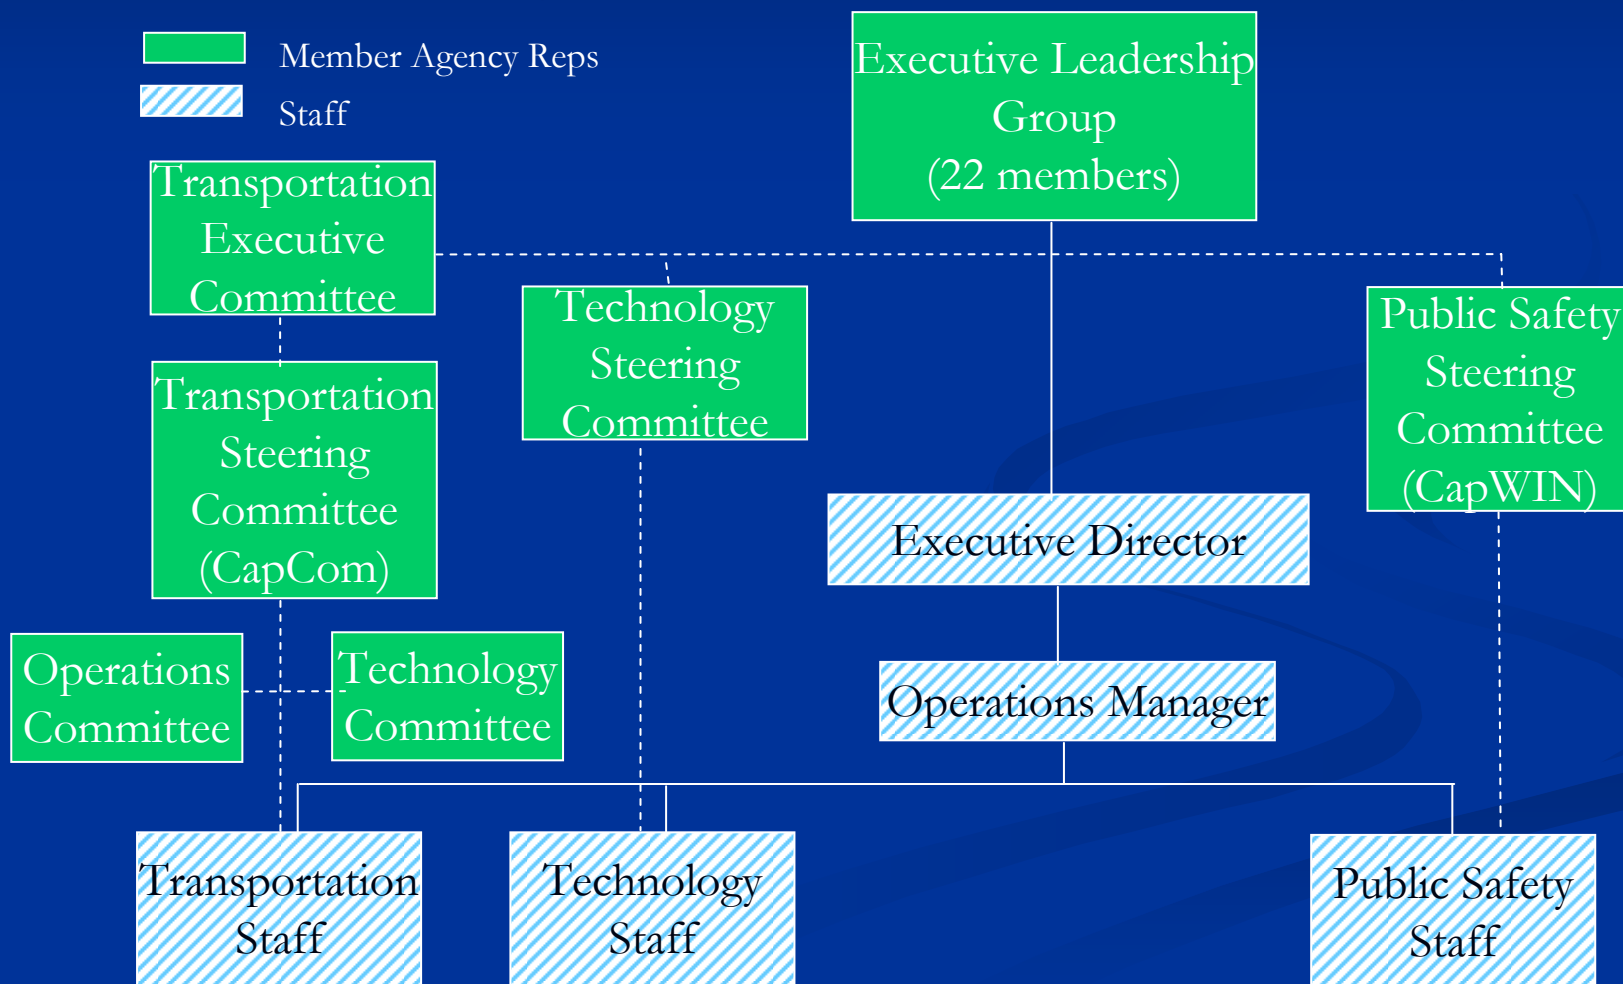 Member Agency Reps
Staff
Executive Leadership
Group
(22 members)
Transportation
Executive
Committee
Technology
Steering
Committee
Public Safety
Steering
Committee
(CapWIN)
Transportation
Steering
Committee
(CapCom)
Executive Director
Operations
Committee
Technology
Committee
Operations Manager
Transportation
Staff
Technology
Staff
Public Safety
Staff